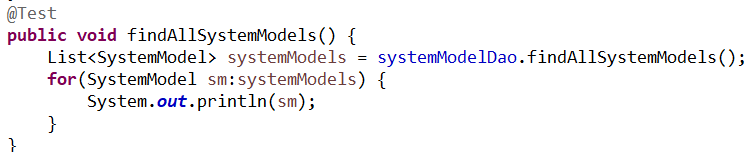 @Test
public void findAllSystemModels() {
    List<SystemModel> systemModels = systemModelDao.findAllSystemModels();
    for(SystemModel sm:systemModels) {
        System.out.println(sm);
    }
}